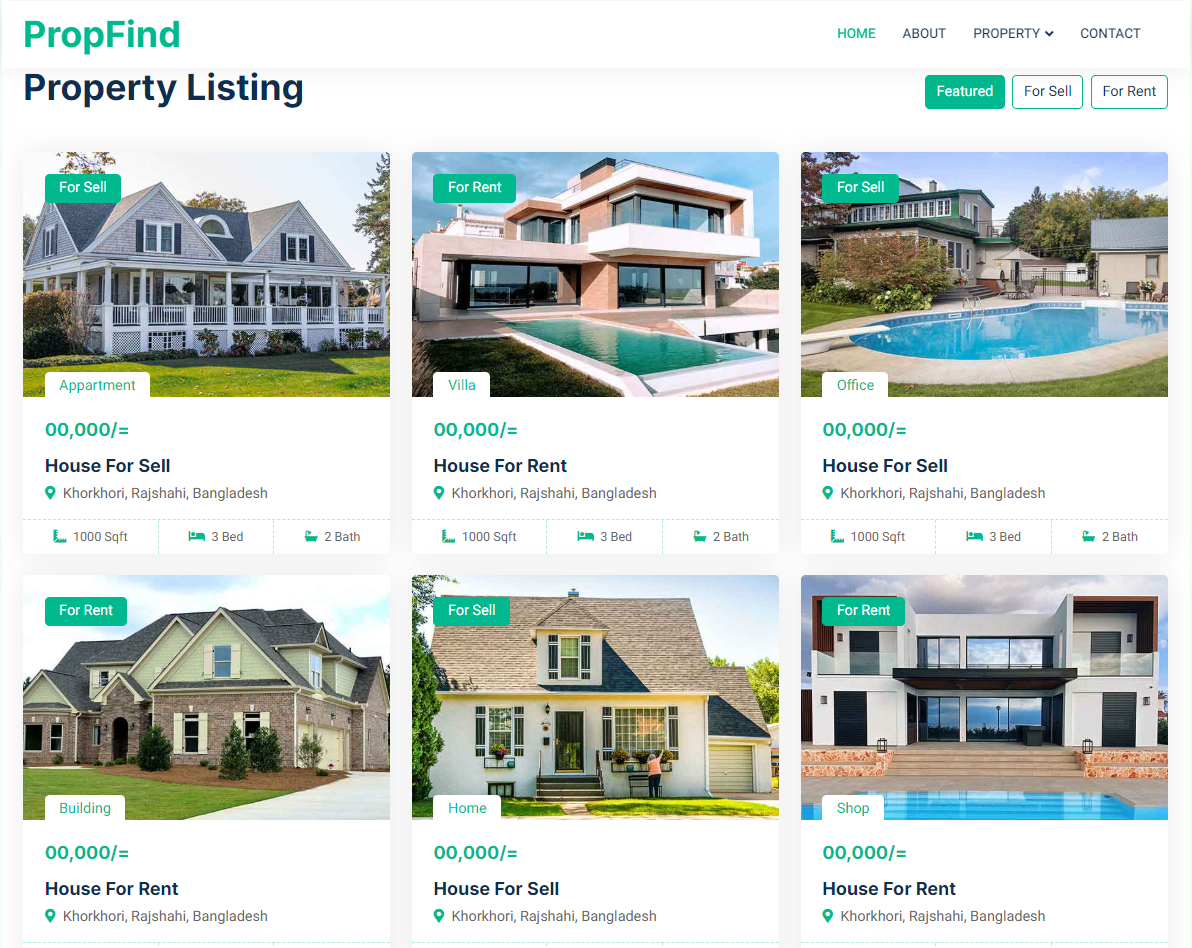 PropFind
HOME ABOUT PROPERTY CONTACT
Property Listing
Featured For Sell For Rent
For Sell
Appartment
00,000/=
House For Sell
Khorkhori, Rajshahi, Bangladesh
1000 Sqft 3 Bed 2 Bath
For Rent
Villa
00,000/=
House For Rent
Khorkhori, Rajshahi, Bangladesh
1000 Sqft 3 Bed 2 Bath
For Sell
Office
00,000/=
House For Sell
Khorkhori, Rajshahi, Bangladesh
1000 Sqft 3 Bed 2 Bath
For Rent
Building
00,000/=
House For Rent
Khorkhori, Rajshahi, Bangladesh
For Sell
Home
00,000/=
House For Sell
Khorkhori, Rajshahi, Bangladesh
For Rent
Shop
00,000/=
House For Rent
Khorkhori, Rajshahi, Bangladesh